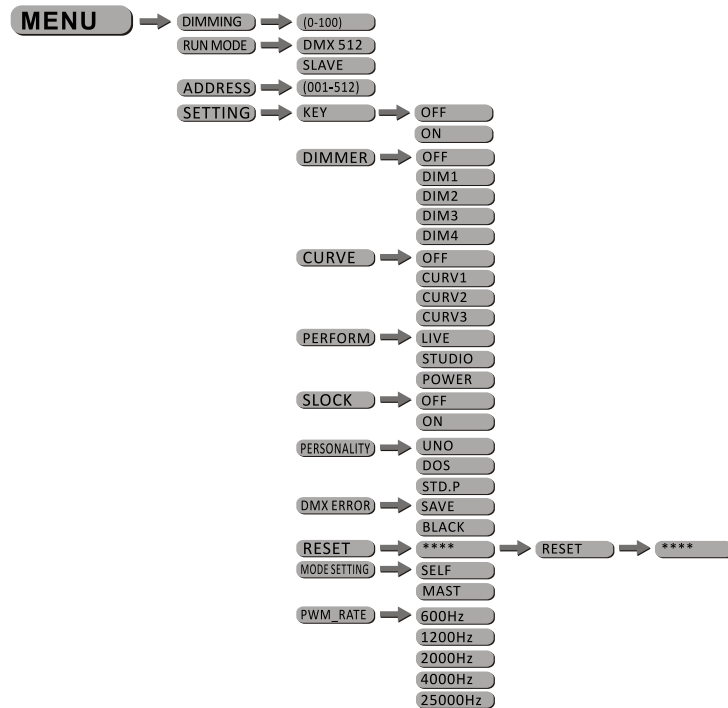 MENU DIMMING (0-100)
RUN MODE DMX 512
SLAVE
ADDRESS (001-512)
SETTING KEY OFF
ON
DIMMER OFF
DIM1
DIM2
DIM3
DIM4
CURVE OFF
CURV1
CURV2
CURV3
PERFORM LIVE
STUDIO
POWER
SLOCK OFF
ON
PERSONALITY UNO
DOS
STD.P
DMX ERROR SAVE
BLACK
RESET **** RESET ****
MODE SETTING SELF
MAST
PWM_RATE 600Hz
1200Hz
2000Hz
4000Hz
25000Hz